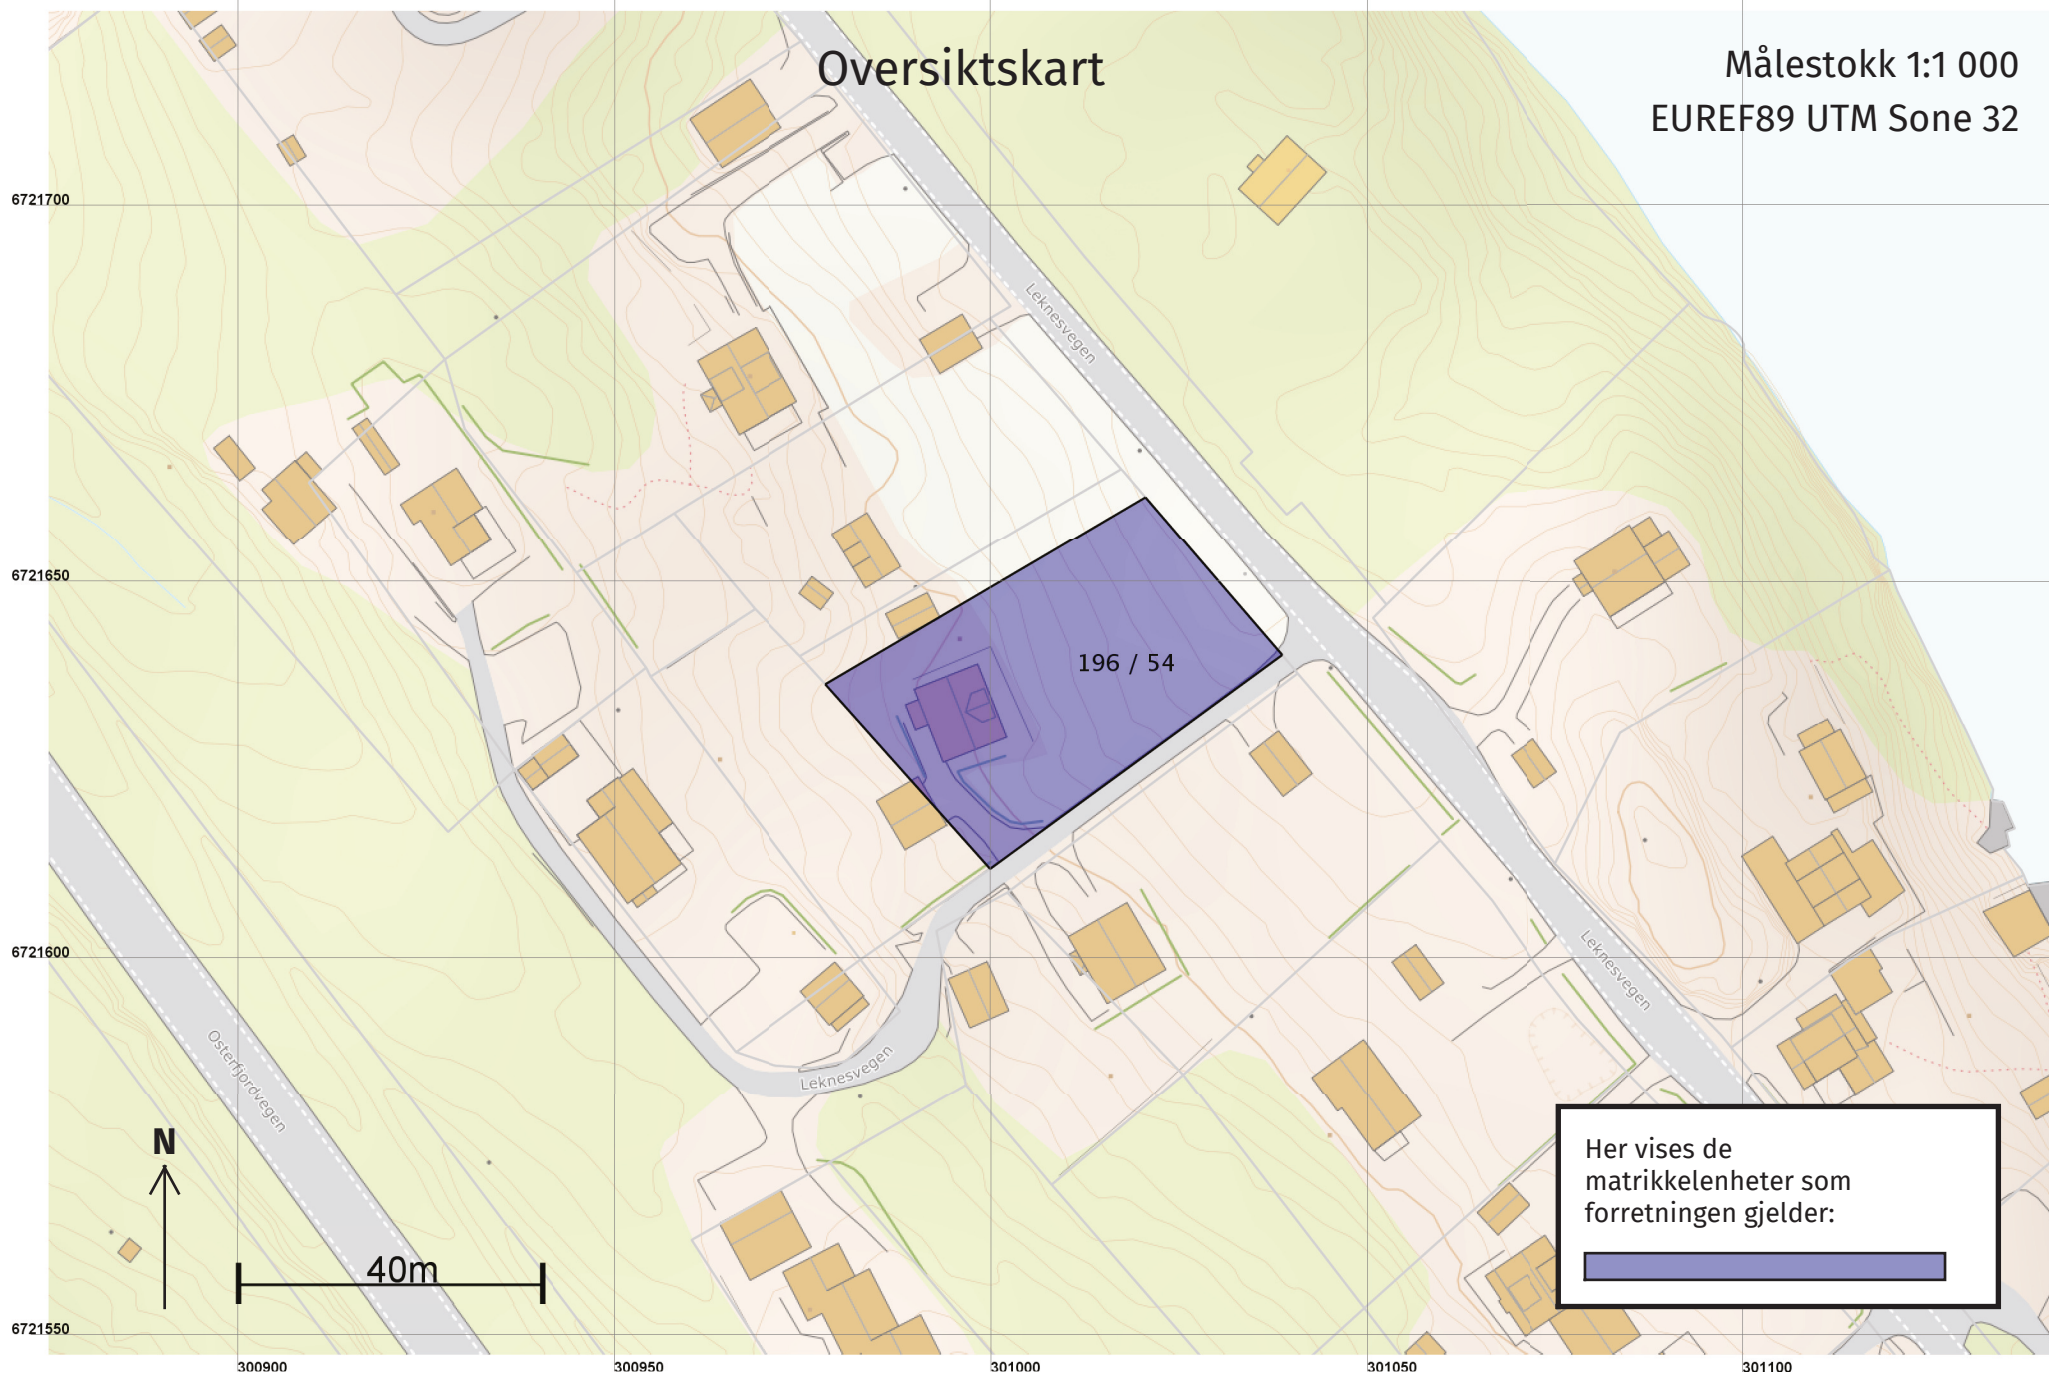 Oversiktskart
Målestokk 1:1 000
EUREF89 UTM Sone 32
6721700
Leknesvegen
6721650
196 / 54
6721600
Leknesvegen
Osterfjordvegen
Leknesvegen
N
40m
Her vises de
matrikkelenheter som
forretningen gjelder:
6721550
300900
300950
301000
301050
301100